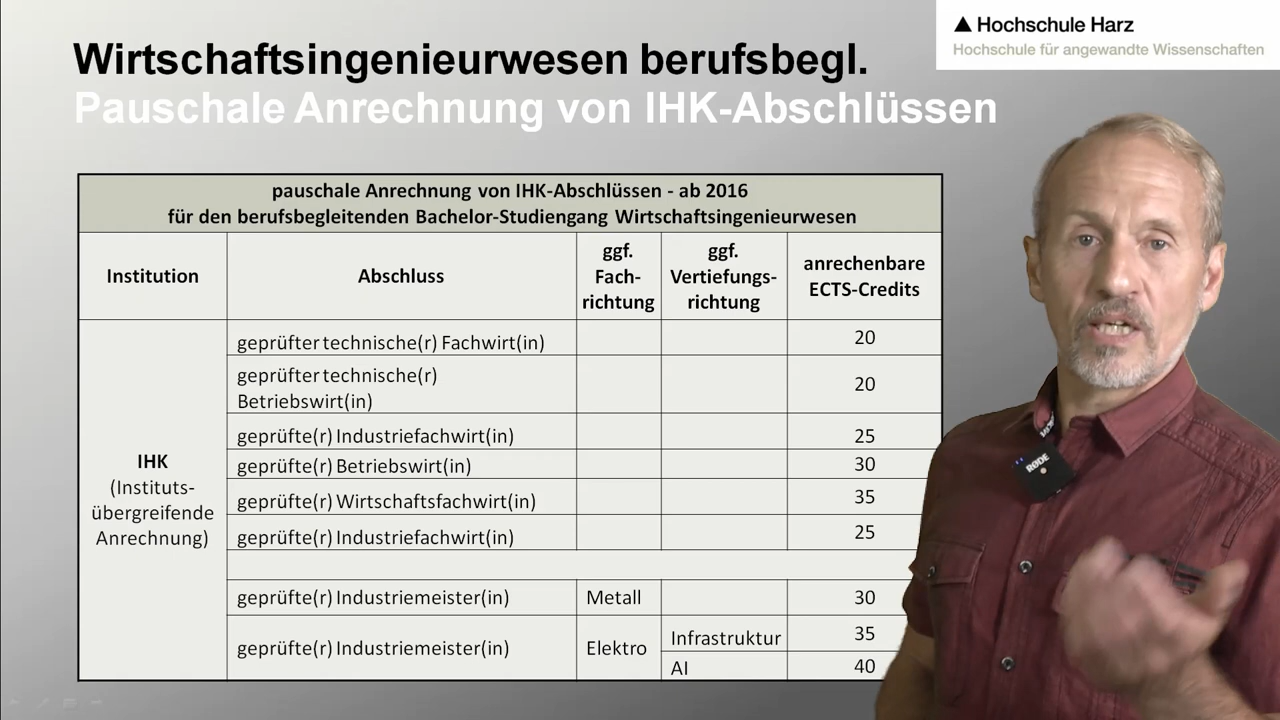 ▲ Hochschule Harz
Hochschule für angewandte Wissenschaften
Wirtschaftsingenieurwesen berufsbegl.
Pauschale Anrechnung von IHK-Abschlüssen
pauschale Anrechnung von IHK-Abschlüssen - ab 2016
für den berufsbegleitenden Bachelor-Studiengang Wirtschaftsingenieurwesen
Institution
Abschluss
ggf.
Fach-
richtung
ggf.
Vertiefungs-
richtung
anrechenbare
ECTS-Credits
IHK
(Instituts-
übergreifende
Anrechnung)
geprüfter technische(r) Fachwirt(in)
20
geprüfter technische(r)
Betriebswirt(in)
20
geprüfte(r) Industriefachwirt(in)
25
geprüfte(r) Betriebswirt(in)
30
geprüfte(r) Wirtschaftsfachwirt(in)
35
geprüfte(r) Industriefachwirt(in)
25
geprüfte(r) Industriemeister(in)
Metall
30
geprüfte(r) Industriemeister(in)
Elektro
Infrastruktur
35
AI
40
RØDE